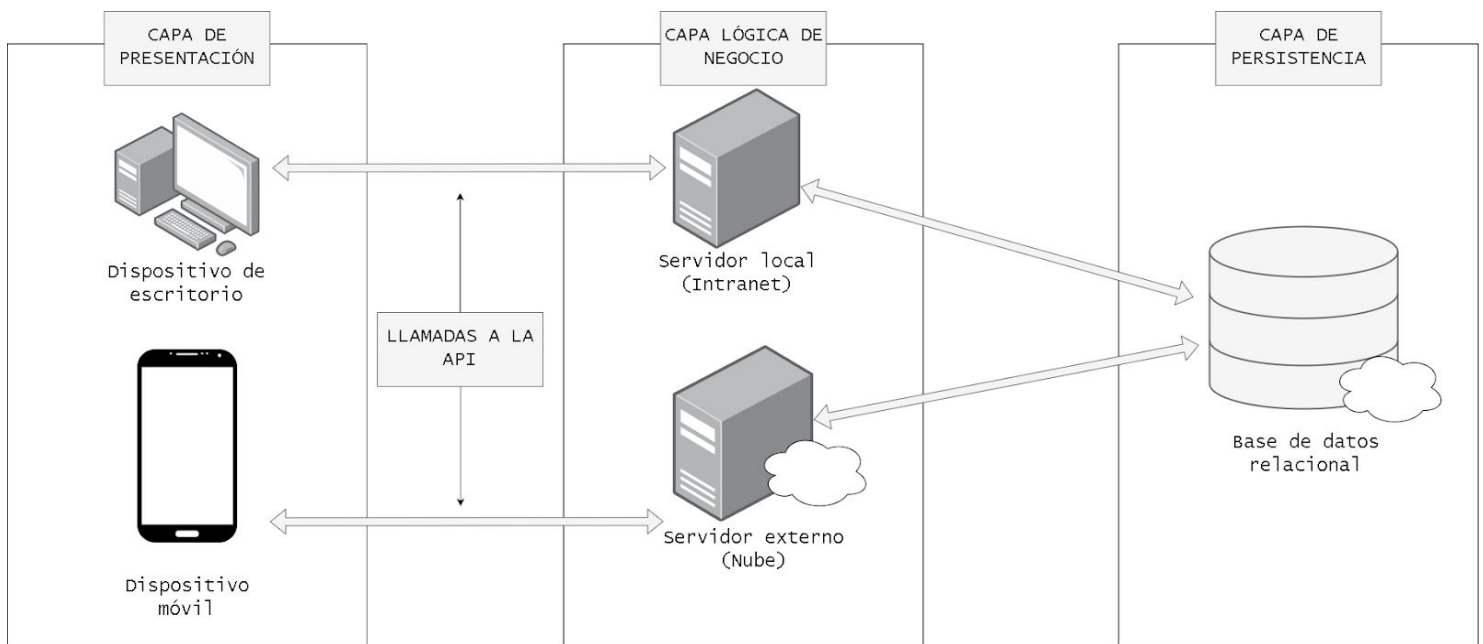 CAPA DE
PRESENTACIÓN
CAPA LÓGICA DE
NEGOCIO
CAPA DE
PERSISTENCIA
Dispositivo de
escritorio
LLAMADAS A LA
API
Servidor local
(Intranet)
Base de datos
relacional
Dispositivo
móvil
Servidor externo
(Nube)